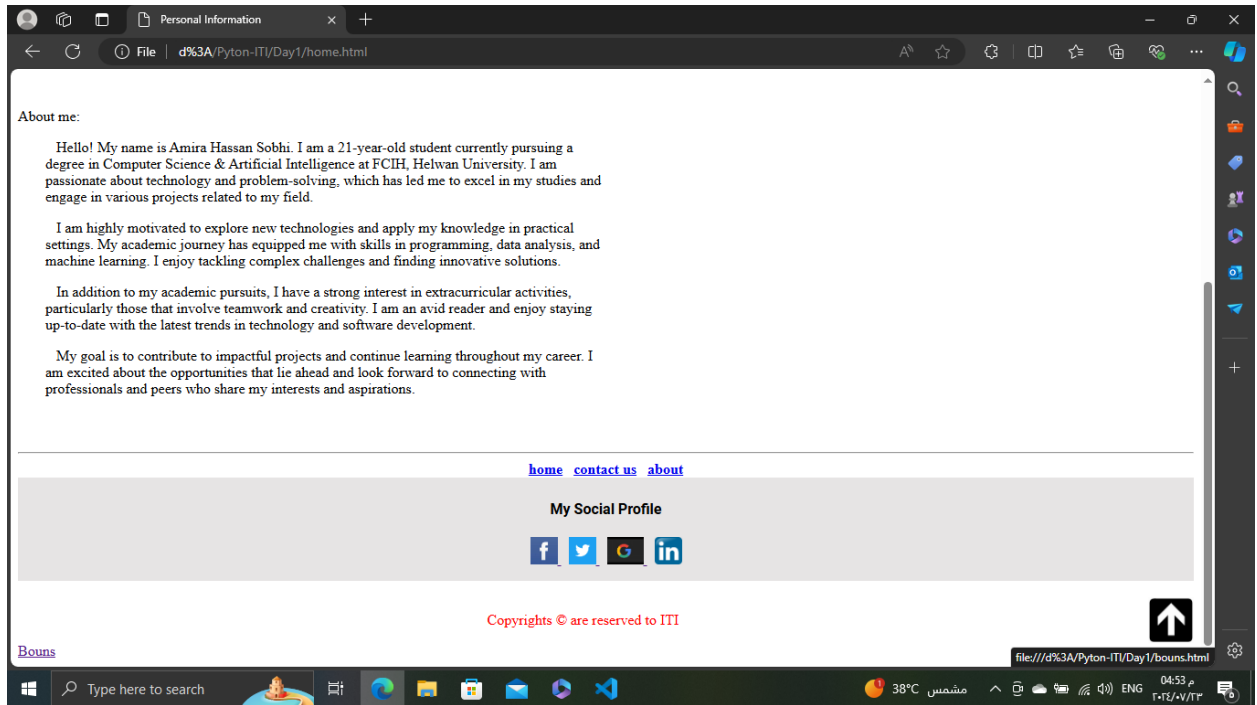 Personal Information
File d%3A/Pyton-ITI/Day1/home.html
About me:
Hello! My name is Amira Hassan Sobhi. I am a 21-year-old student currently pursuing a
degree in Computer Science & Artificial Intelligence at FCIH, Helwan University. I am
passionate about technology and problem-solving, which has led me to excel in my studies and
engage in various projects related to my field.
I am highly motivated to explore new technologies and apply my knowledge in practical
settings. My academic journey has equipped me with skills in programming, data analysis, and
machine learning. I enjoy tackling complex challenges and finding innovative solutions.
In addition to my academic pursuits, I have a strong interest in extracurricular activities,
particularly those that involve teamwork and creativity. I am an avid reader and enjoy staying
up-to-date with the latest trends in technology and software development.
My goal is to contribute to impactful projects and continue learning throughout my career. I
am excited about the opportunities that lie ahead and look forward to connecting with
professionals and peers who share my interests and aspirations.
home contact us about
My Social Profile
Copyrights © are reserved to ITI
Bouns
file:///d%3A/Pyton-ITI/Day1/bouns.html
Type here to search
38°C مشمس
ENG
04:53 م
٢٠٢٤/٠٧/٢٣